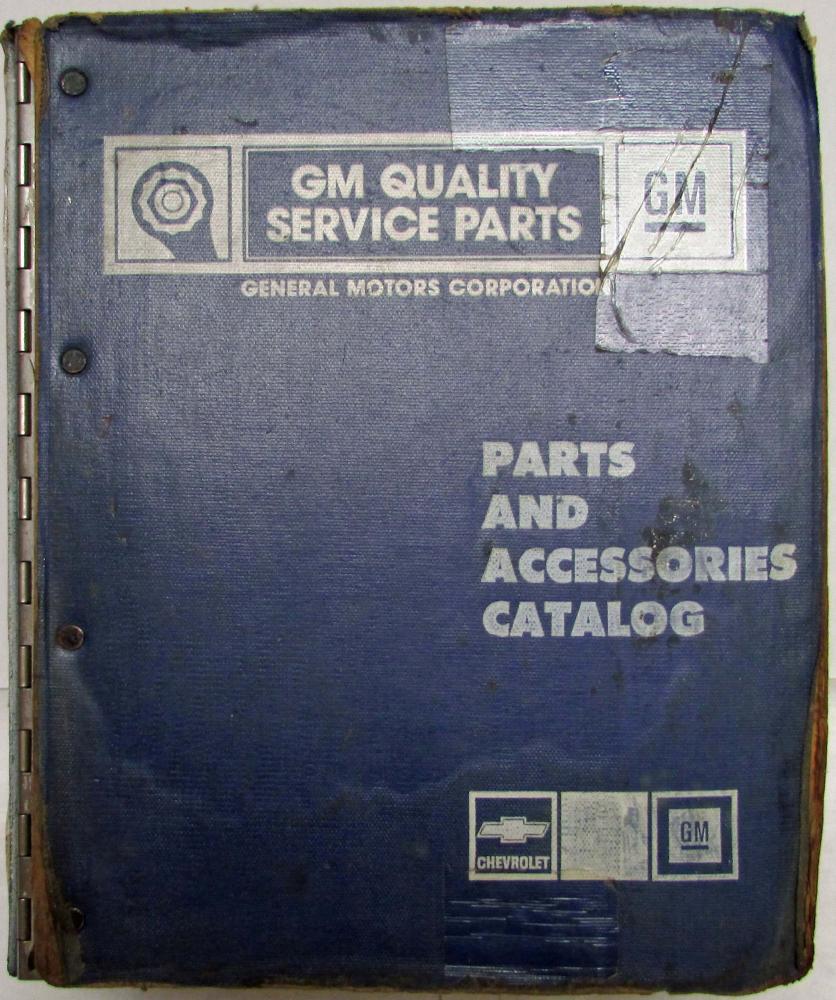 GM QUALITY
SERVICE PARTS
GM
GENERAL MOTORS CORPORATION
PARTS
AND
ACCESSORIES
CATALOG
CHEVROLET
GM